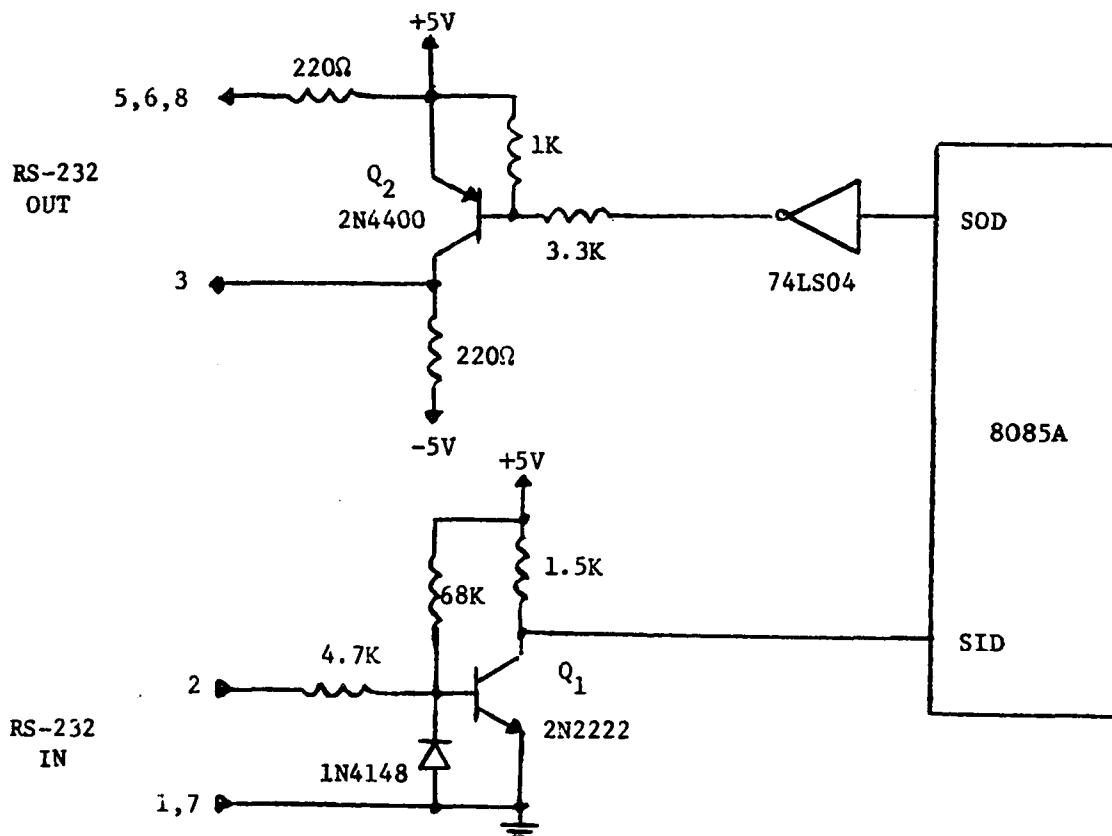 +5V
220Ω
5,6,8
1K
RS-232
OUT
Q2
2N4400
3.3K
SOD
74LS04
3
220Ω
-5V
8085A
+5V
1.5K
68K
SID
4.7K
2
Q1
2N2222
RS-232
IN
1N4148
1,7